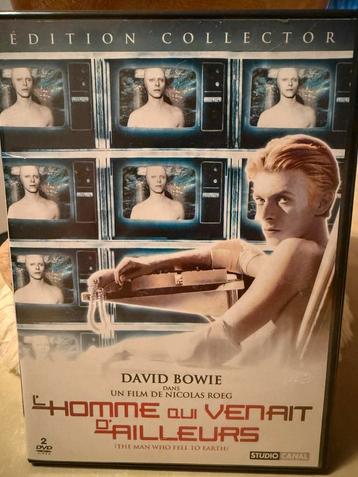 ÉDITION COLLECTOR
DAVID BOWIE
DANS
UN FILM DE NICOLAS ROEG
L'HOMME QUI VENAIT
D'AILLEURS
(THE MAN WHO FELL TO EARTH)
2
DVD
STUDIO CANAL